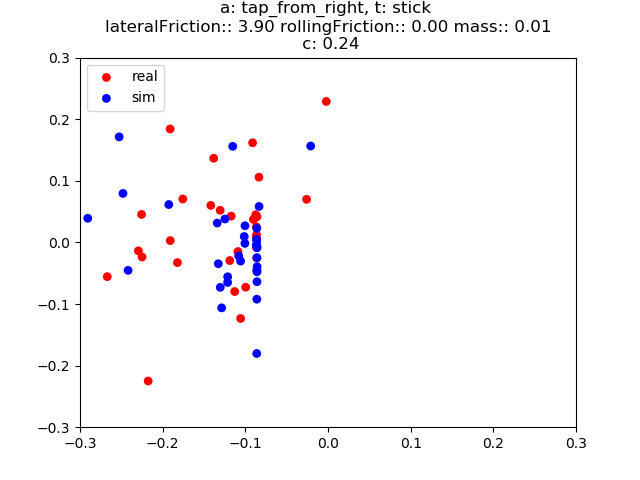 a: tap_from_right, t: stick
lateralFriction:: 3.90 rollingFriction:: 0.00 mass:: 0.01
c: 0.24
real
sim
0.3
0.2
0.1
0.0
−0.1
−0.2
−0.3
−0.3 −0.2 −0.1 0.0 0.1 0.2 0.3